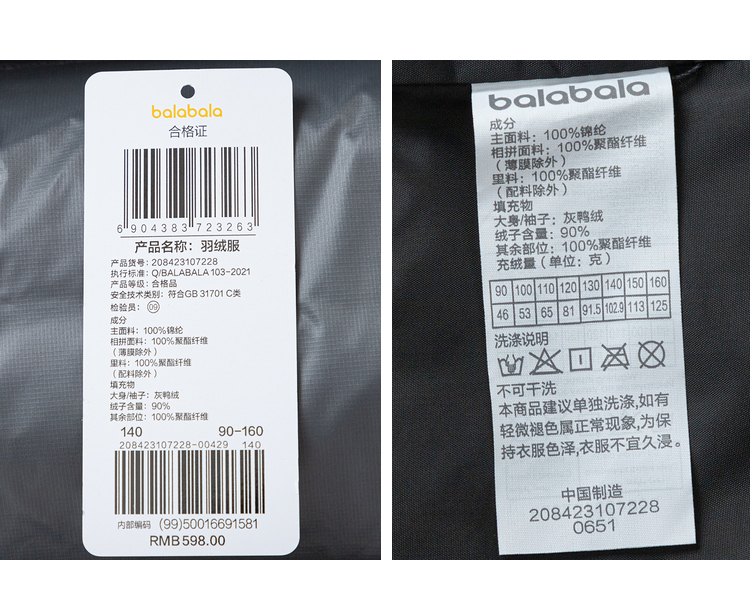 balabala
合格证
6 904383 723263
产品名称：羽绒服
产品货号：208423107228
执行标准：Q/BALABALA 103-2021
产品等级：合格品
安全技术类别：符合GB 31701 C类
检验员：09
成分
主面料：100%锦纶
相拼面料：100%聚酯纤维
（薄膜除外）
里料：100%聚酯纤维
（配料除外）
填充物
大身/袖子：灰鸭绒
绒子含量：90%
其余部位：100%聚酯纤维
140 90-160
208423107228-00429 140
内部编码 (99)50016691581
RMB 598.00
balabala
成分
主面料：100%锦纶
相拼面料：100%聚酯纤维
（薄膜除外）
里料：100%聚酯纤维
（配料除外）
填充物
大身/袖子：灰鸭绒
绒子含量：90%
其余部位：100%聚酯纤维
充绒量（单位：克）
90 100 110 120 130 140 150 160
46 53 65 81 91.5 102.9 113 125
洗涤说明
不可干洗
本商品建议单独洗涤,如有
轻微褪色属正常现象,为保
持衣服色泽,衣服不宜久浸。
中国制造
208423107228
0651